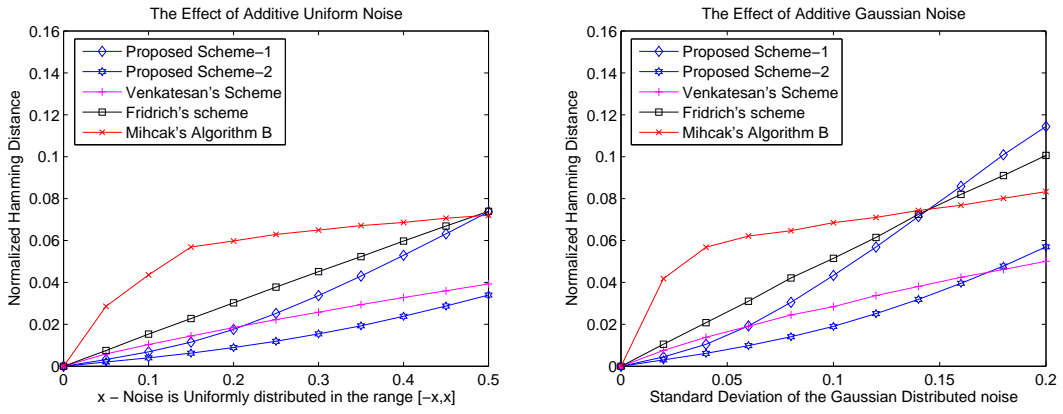 The Effect of Additive Uniform Noise
Normalized Hamming Distance
0.16
0.14
0.12
0.1
0.08
0.06
0.04
0.02
0
Proposed Scheme−1
Proposed Scheme−2
Venkatesan's Scheme
Fridrich's scheme
Mihcak's Algorithm B
0 0.1 0.2 0.3 0.4 0.5
x − Noise is Uniformly distributed in the range [−x,x]
The Effect of Additive Gaussian Noise
Normalized Hamming Distance
0.16
0.14
0.12
0.1
0.08
0.06
0.04
0.02
0
Proposed Scheme−1
Proposed Scheme−2
Venkatesan's Scheme
Fridrich's scheme
Mihcak's Algorithm B
0 0.05 0.1 0.15 0.2
Standard Deviation of the Gaussian Distributed noise